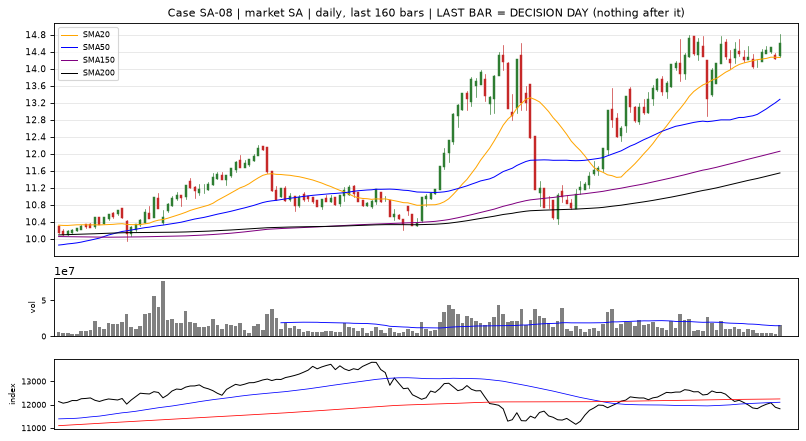 Case SA-08 | market SA | daily, last 160 bars | LAST BAR = DECISION DAY (nothing after it)
SMA20
SMA50
SMA150
SMA200
14.8
14.4
14.0
13.6
13.2
12.8
12.4
12.0
11.6
11.2
10.8
10.4
10.0
1e7
5
0
vol
13000
12000
11000
index